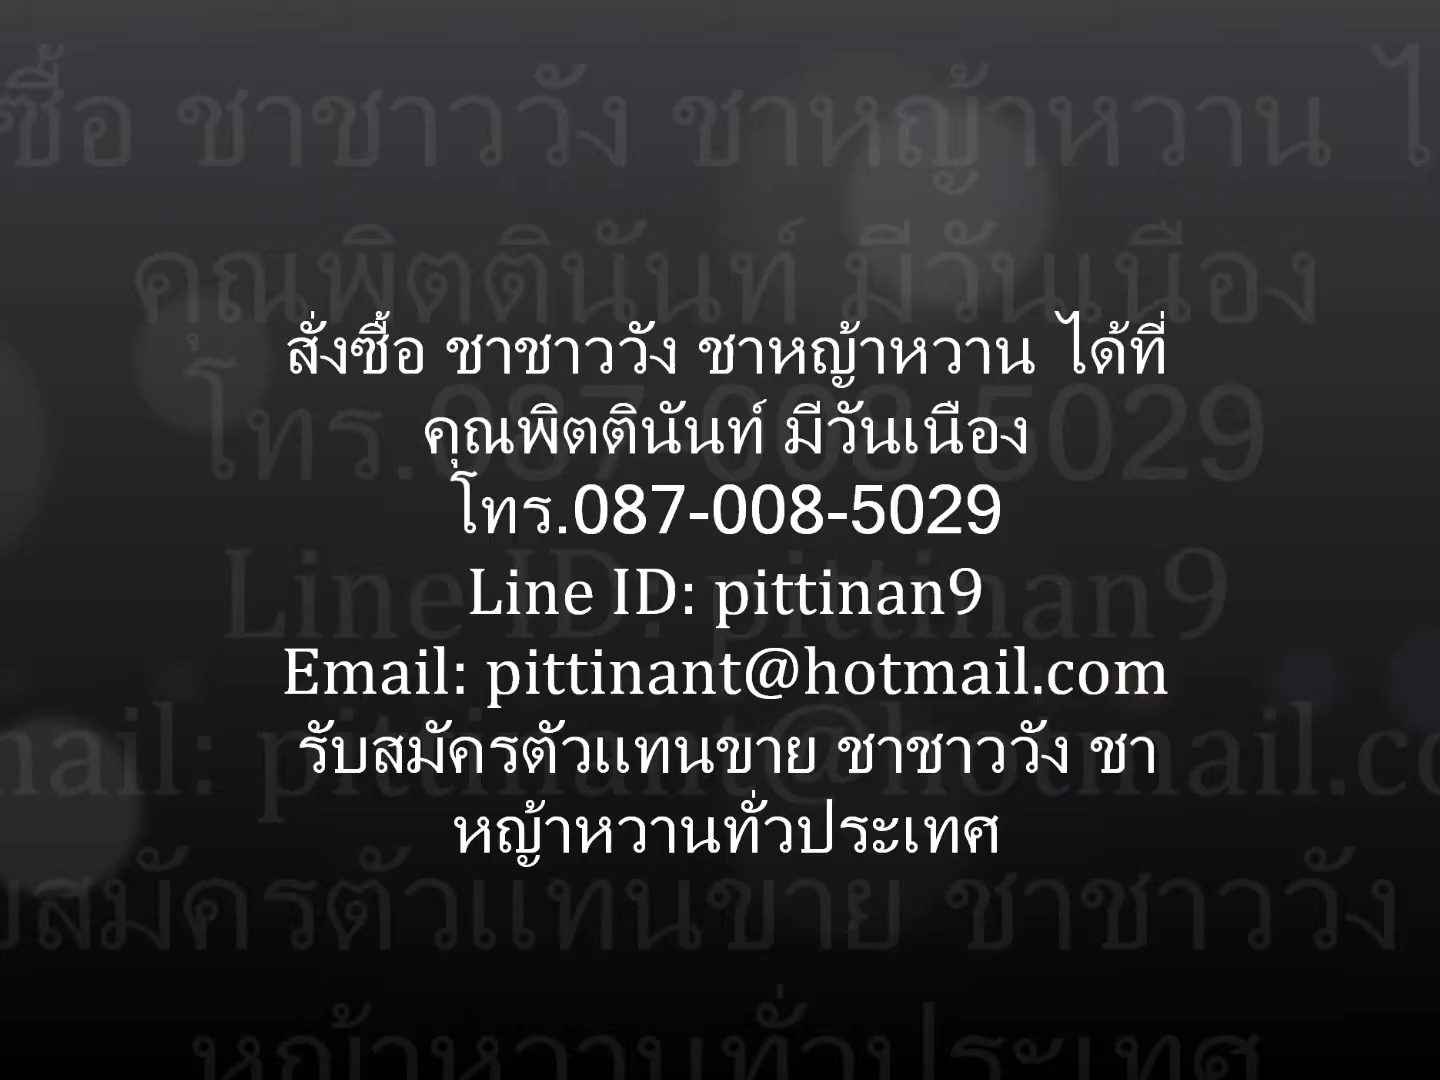 สั่งซื้อ ชาชาววัง ชาหญ้าหวาน ได้ที่
คุณพิตตินันท์ มีวันเนือง
โทร.087-008-5029
Line ID: pittinan9
Email: pittinant@hotmail.com
รับสมัครตัวแทนขาย ชาชาววัง ชา
หญ้าหวานทั่วประเทศ